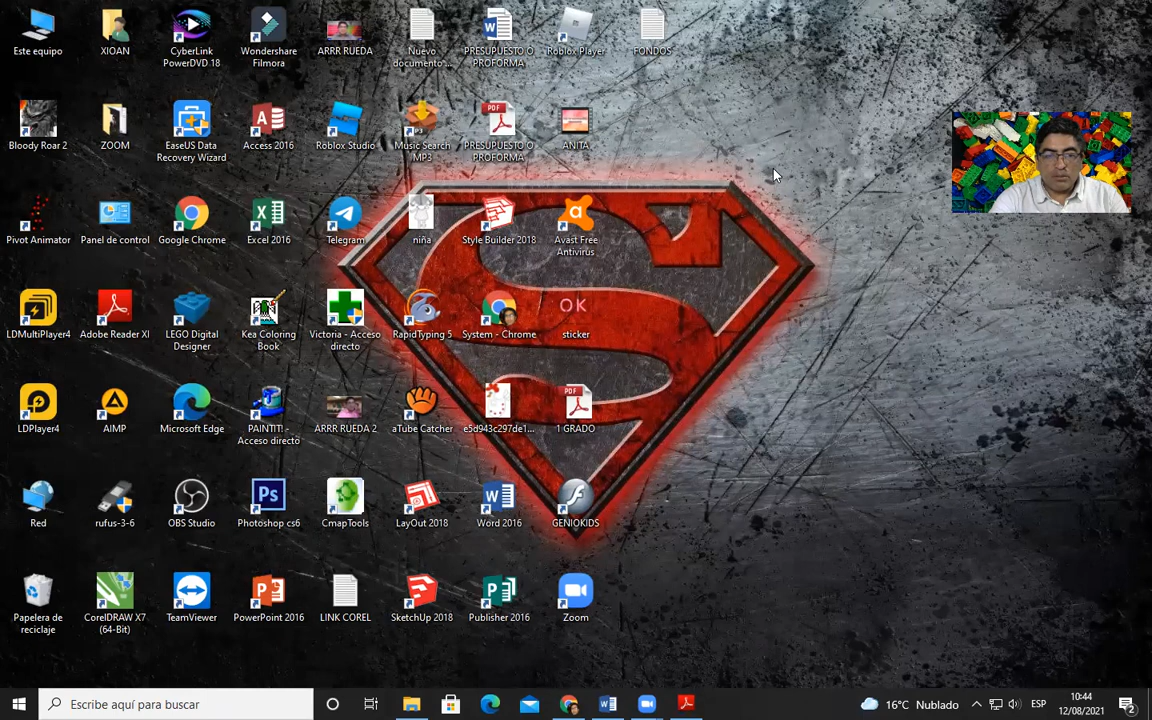 Este equipo
XIOAN
CyberLink
PowerDVD 18
Wondershare
Filmora
ARRR RUEDA
Nuevo
documento ...
PRESUPUESTO O
PROFORMA
Roblox Player
FONDOS
Bloody Roar 2
ZOOM
EaseUS Data
Recovery Wizard
Access 2016
Roblox Studio
Music Search
MP3
PDF
PRESUPUESTO O
PROFORMA
ANITA
Pivot Animator
Panel de control
Google Chrome
Excel 2016
Telegram
niña
Style Builder 2018
Avast Free
Antivirus
LDMultiPlayer4
Adobe Reader XI
LEGO Digital
Designer
Kea Coloring
Book
Victoria - Acceso
directo
RapidTyping 5
System - Chrome
OK
sticker
LDPlayer4
AIMP
Microsoft Edge
PAINTIT! -
Acceso directo
ARRR RUEDA 2
aTube Catcher
e5d943c297de1...
PDF
1 GRADO
Red
rufus-3-6
OBS Studio
Ps
Photoshop cs6
CmapTools
LayOut 2018
Word 2016
GENIOKIDS
Papelera de
reciclaje
CorelDRAW X7
(64-Bit)
TeamViewer
PowerPoint 2016
LINK COREL
SketchUp 2018
Publisher 2016
Zoom
Escribe aquí para buscar
16°C Nublado
ESP
10:44
12/08/2021
2